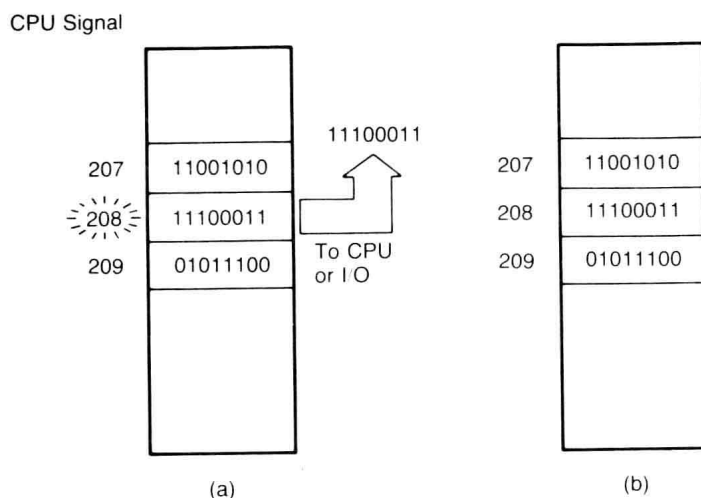 CPU Signal
11100011
207 11001010
208 11100011
209 01011100
To CPU
or I/O
(a)
207 11001010
208 11100011
209 01011100
(b)